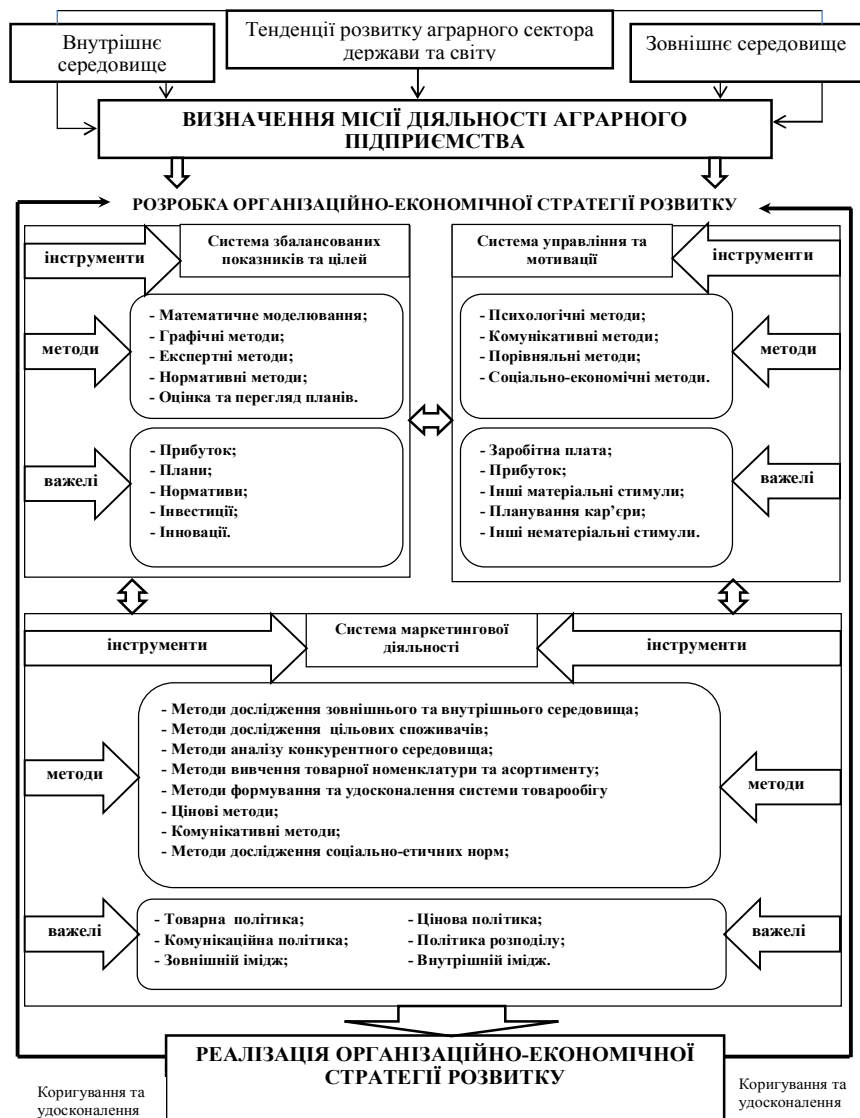 Внутрішнє
середовище
Тенденції розвитку аграрного сектора
держави та світу
Зовнішнє середовище
ВИЗНАЧЕННЯ МІСІЇ ДІЯЛЬНОСТІ АГРАРНОГО
ПІДПРИЄМСТВА
РОЗРОБКА ОРГАНІЗАЦІЙНО-ЕКОНОМІЧНОЇ СТРАТЕГІЇ РОЗВИТКУ
інструменти
Система збалансованих
показників та цілей
методи
- Математичне моделювання;
- Графічні методи;
- Експертні методи;
- Нормативні методи;
- Оцінка та перегляд планів.
важелі
- Прибуток;
- Плани;
- Нормативи;
- Інвестиції;
- Інновації.
Система управління та
мотивації
інструменти
- Психологічні методи;
- Комунікативні методи;
- Порівняльні методи;
- Соціально-економічні методи.
методи
- Заробітна плата;
- Прибуток;
- Інші матеріальні стимули;
- Планування кар’єри;
- Інші нематеріальні стимули.
важелі
інструменти
Система маркетингової
діяльності
інструменти
методи
- Методи дослідження зовнішнього та внутрішнього середовища;
- Методи дослідження цільових споживачів;
- Методи аналізу конкурентного середовища;
- Методи вивчення товарної номенклатури та асортименту;
- Методи формування та удосконалення системи товарообігу
- Цінові методи;
- Комунікативні методи;
- Методи дослідження соціально-етичних норм;
методи
важелі
- Товарна політика;
- Комунікаційна політика;
- Зовнішній імідж;
- Цінова політика;
- Політика розподілу;
- Внутрішній імідж.
важелі
РЕАЛІЗАЦІЯ ОРГАНІЗАЦІЙНО-ЕКОНОМІЧНОЇ
СТРАТЕГІЇ РОЗВИТКУ
Коригування та
удосконалення
Коригування та
удосконалення